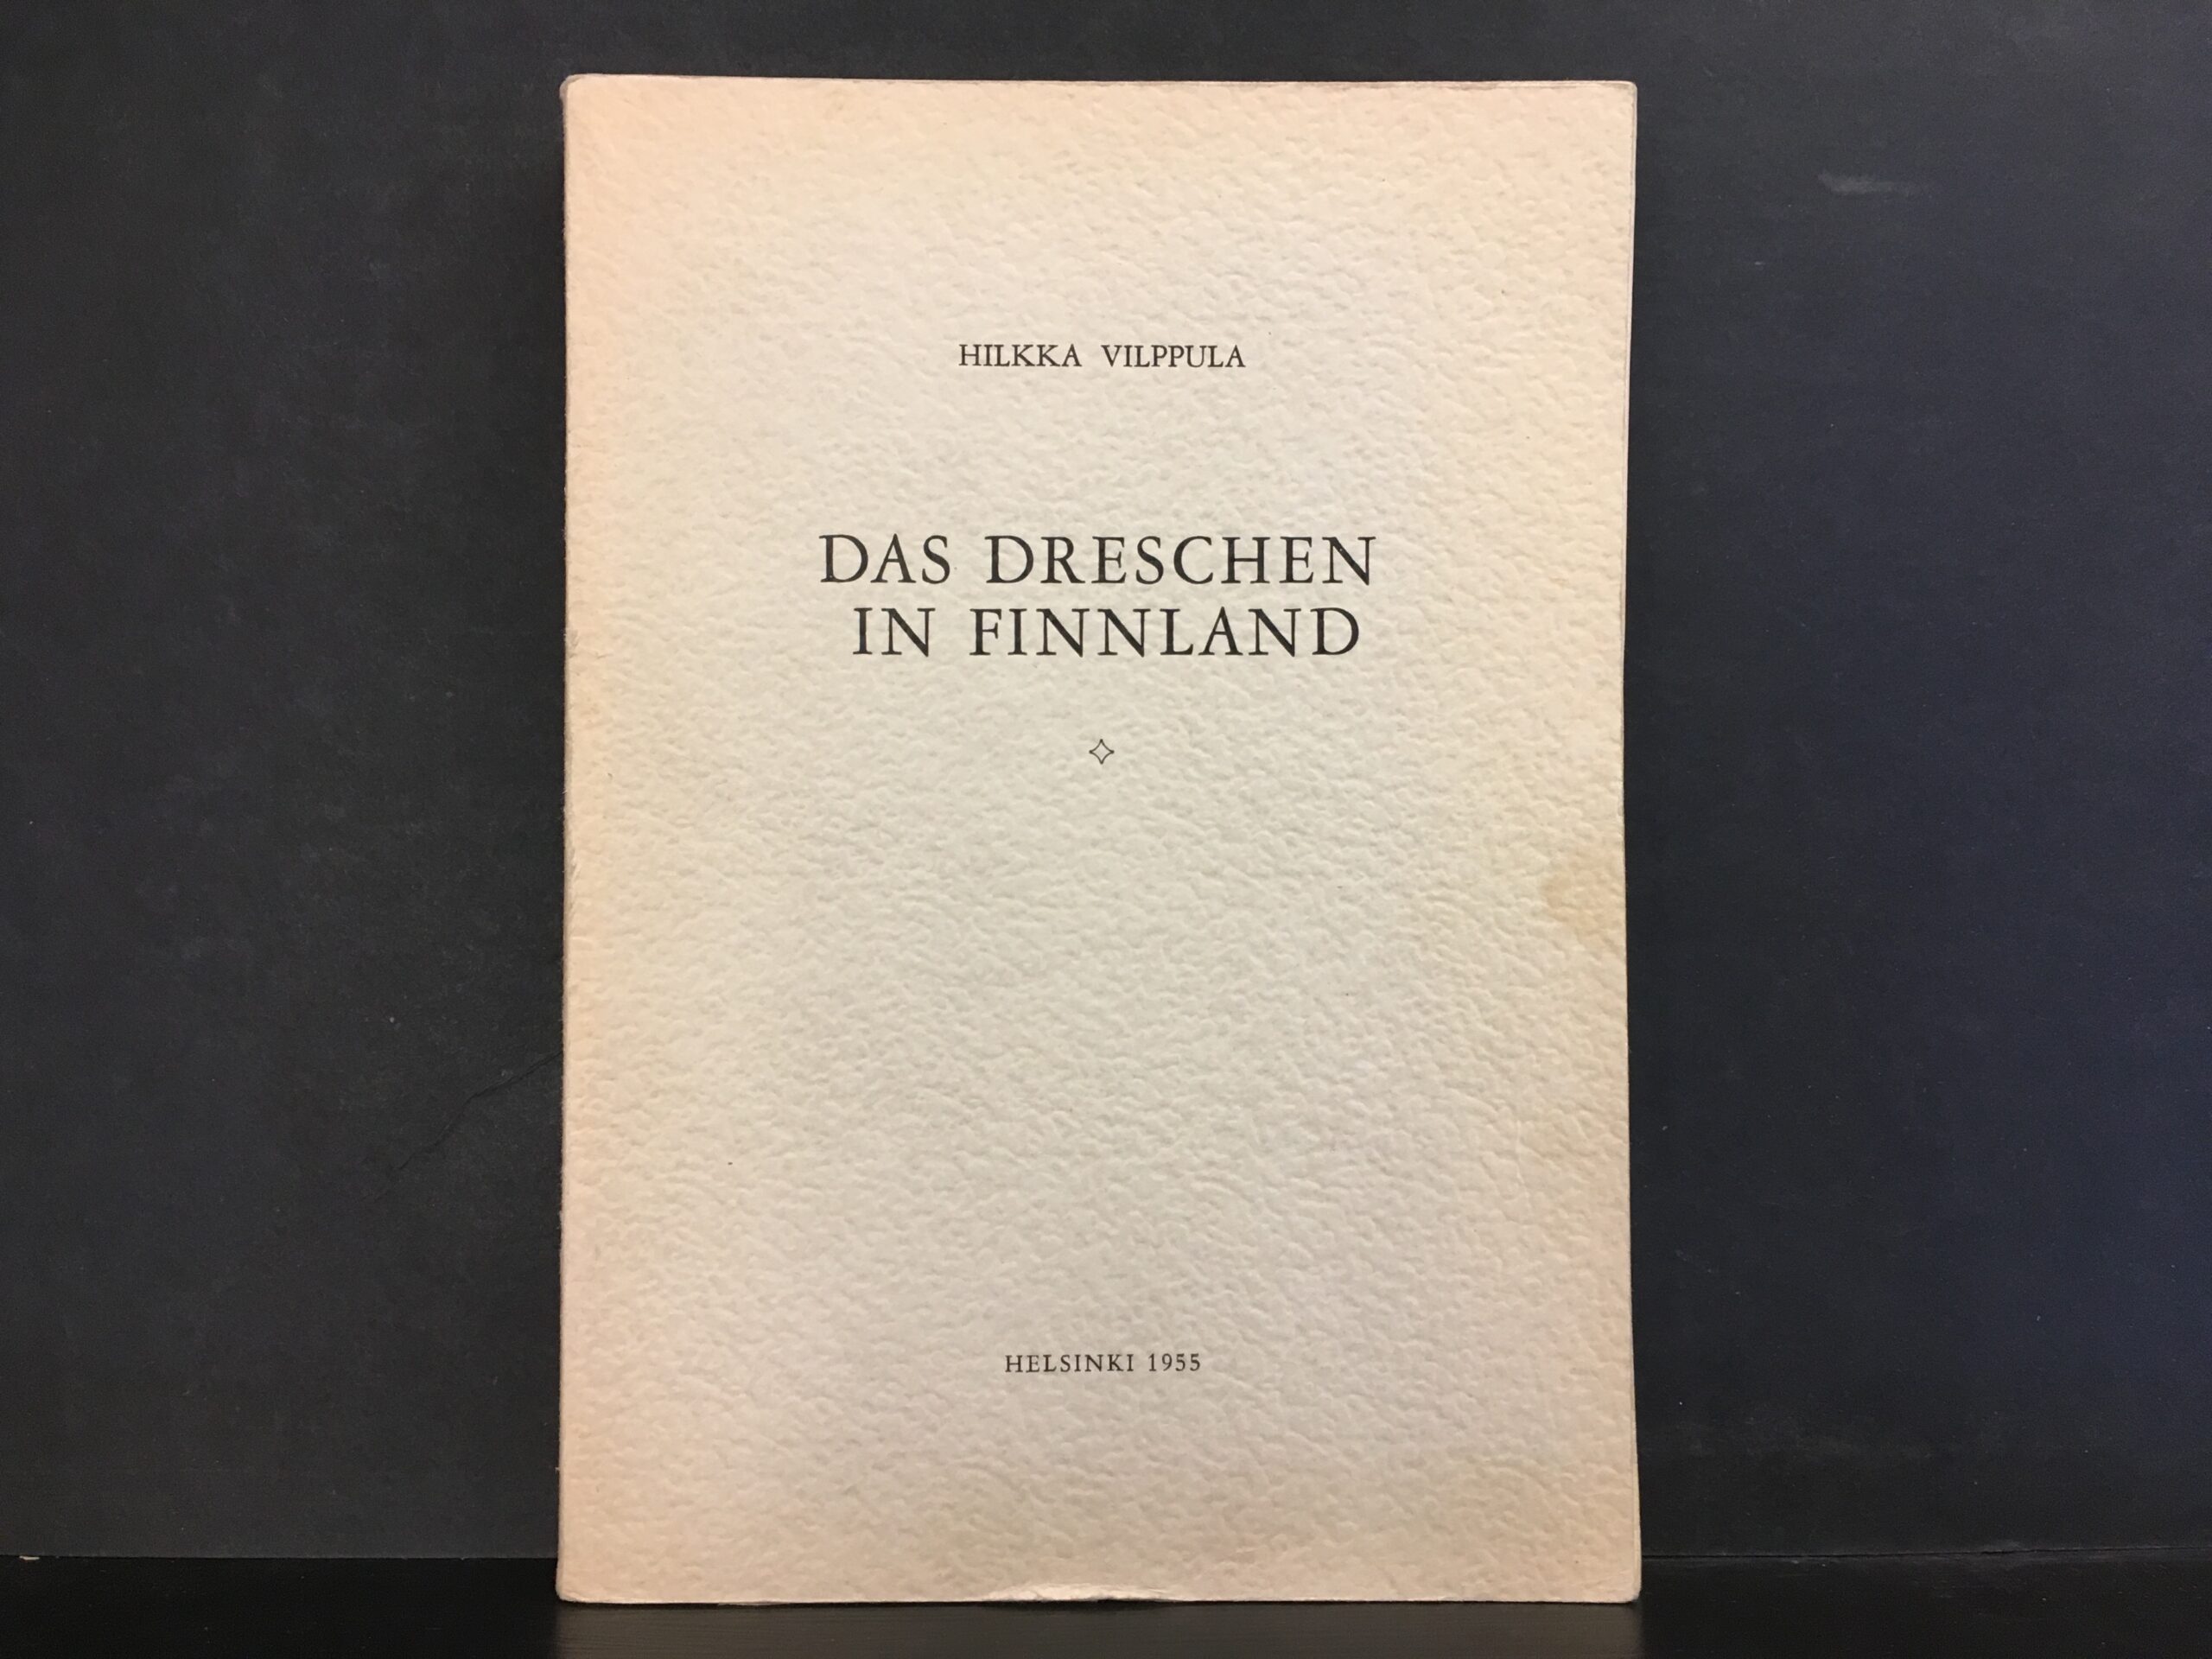 HILKKA VILPPULA
DAS DRESCHEN
IN FINNLAND
HELSINKI 1955